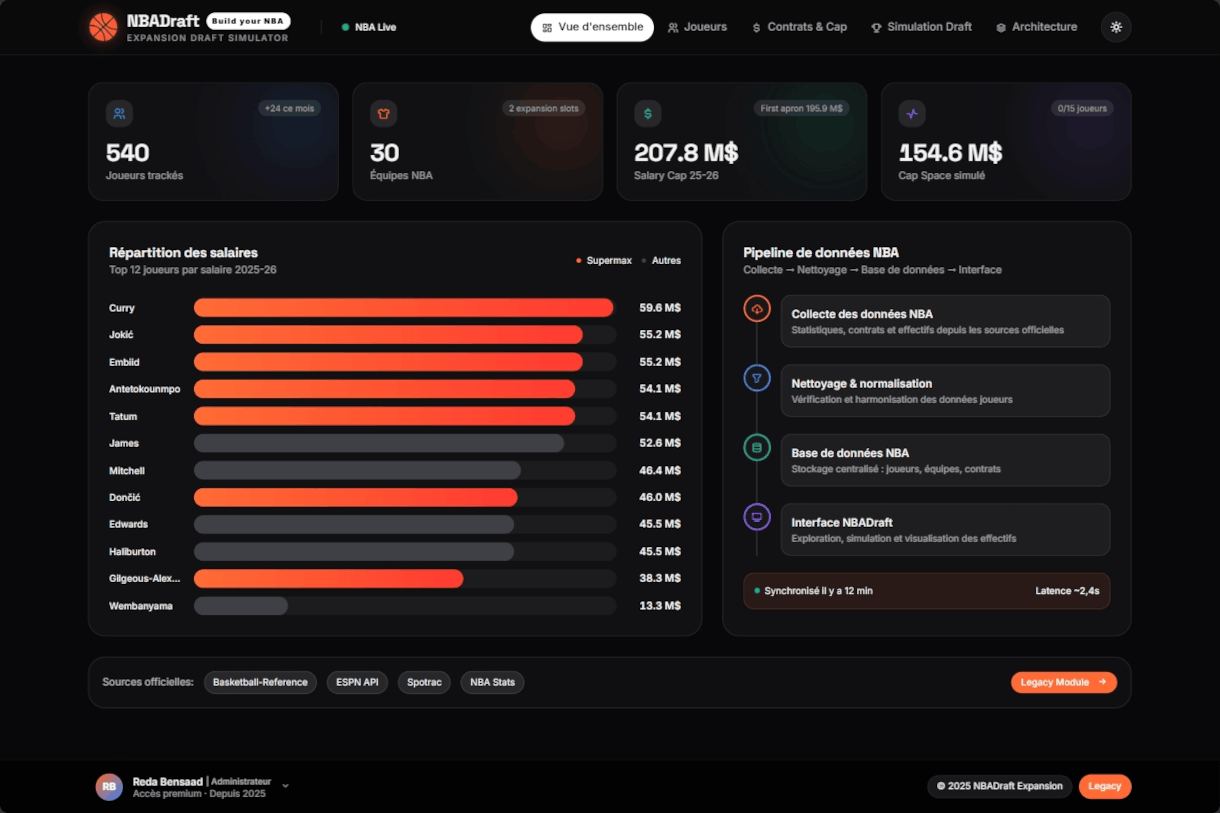 NBADraft Build your NBA
EXPANSION DRAFT SIMULATOR
NBA Live
Vue d'ensemble
Joueurs
Contrats & Cap
Simulation Draft
Architecture
+24 ce mois
540
Joueurs trackés
2 expansion slots
30
Équipes NBA
First apron 195.9 M$
207.8 M$
Salary Cap 25-26
0/15 joueurs
154.6 M$
Cap Space simulé
Répartition des salaires
Top 12 joueurs par salaire 2025-26
Supermax Autres
Curry 59.6 M$
Jokić 55.2 M$
Embiid 55.2 M$
Antetokounmpo 54.1 M$
Tatum 54.1 M$
James 52.6 M$
Mitchell 46.4 M$
Dončić 46.0 M$
Edwards 45.5 M$
Haliburton 45.5 M$
Gilgeous-Alex... 38.3 M$
Wembanyama 13.3 M$
Pipeline de données NBA
Collecte → Nettoyage → Base de données → Interface
Collecte des données NBA
Statistiques, contrats et effectifs depuis les sources officielles
Nettoyage & normalisation
Vérification et harmonisation des données joueurs
Base de données NBA
Stockage centralisé : joueurs, équipes, contrats
Interface NBADraft
Exploration, simulation et visualisation des effectifs
Synchronisé il y a 12 min Latence ~2,4s
Sources officielles: Basketball-Reference ESPN API Spotrac NBA Stats Legacy Module →
RB
Reda Bensaad | Administrateur
Accès premium · Depuis 2025
© 2025 NBADraft Expansion
Legacy